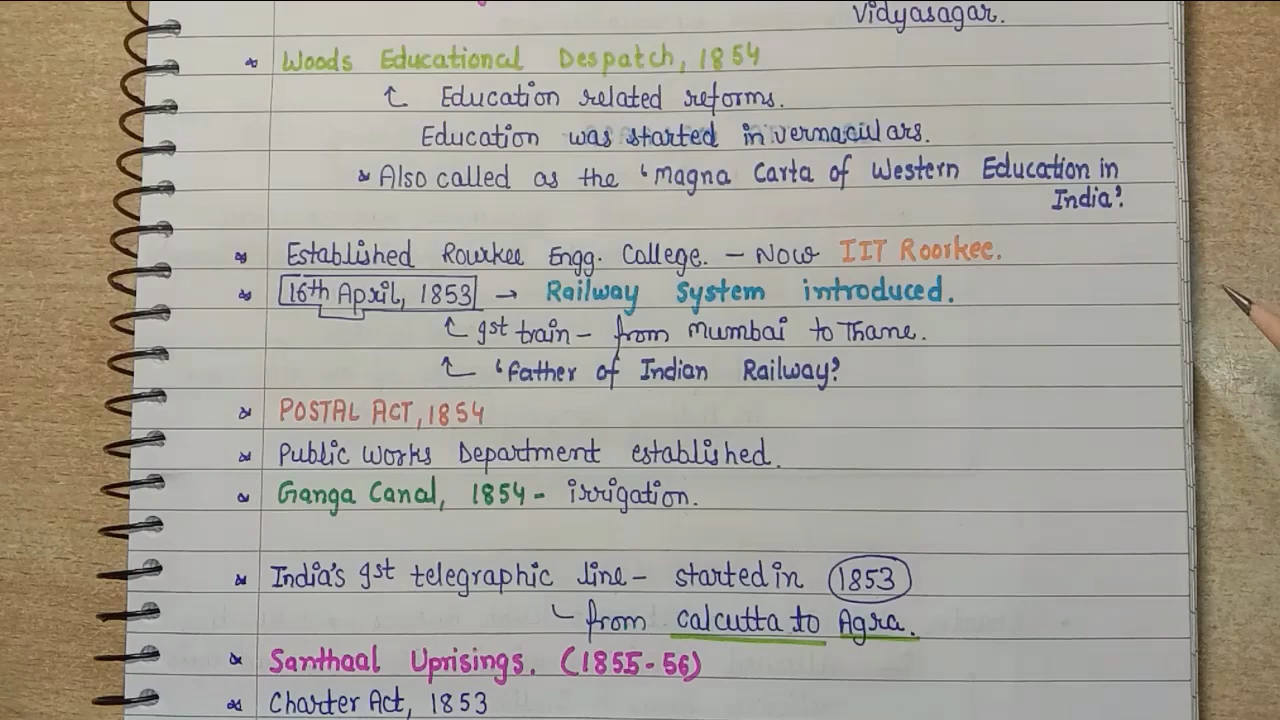 Vidyasagar.
Woods Educational Despatch, 1854
Education related reforms.
Education was started in vernaculars.
Also called as the 'Magna Carta of Western Education in
India'.
Established Rourkee Engg. College. - Now IIT Roorkee.
16th April, 1853 → Railway System introduced.
1st train - from Mumbai to Thane.
'Father of Indian Railway'
POSTAL ACT, 1854
Public Works Department established.
Ganga Canal, 1854 - irrigation.
India's 1st telegraphic line - started in 1853
from Calcutta to Agra.
Santhaal Uprisings. (1855-56)
Charter Act, 1853